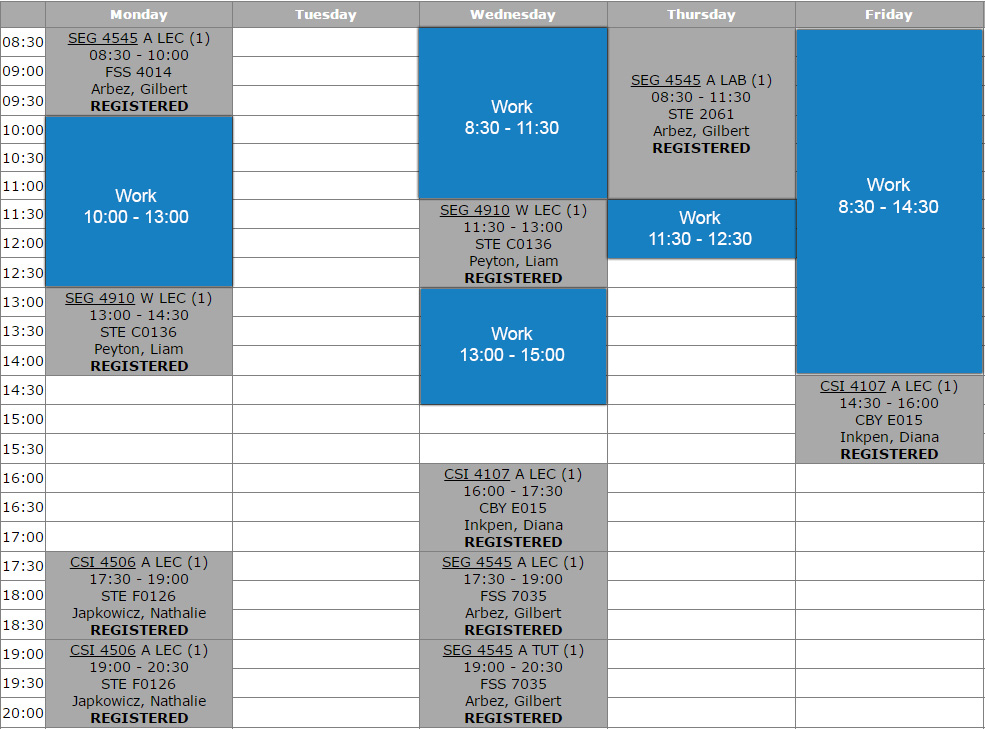 Monday Tuesday Wednesday Thursday Friday
08:30
09:00
09:30
10:00
10:30
11:00
11:30
12:00
12:30
13:00
13:30
14:00
14:30
15:00
15:30
16:00
16:30
17:00
17:30
18:00
18:30
19:00
19:30
20:00
SEG 4545 A LEC (1)
08:30 - 10:00
FSS 4014
Arbez, Gilbert
REGISTERED
Work
10:00 - 13:00
SEG 4910 W LEC (1)
13:00 - 14:30
STE C0136
Peyton, Liam
REGISTERED
CSI 4506 A LEC (1)
17:30 - 19:00
STE F0126
Japkowicz, Nathalie
REGISTERED
CSI 4506 A LEC (1)
19:00 - 20:30
STE F0126
Japkowicz, Nathalie
REGISTERED
Work
8:30 - 11:30
SEG 4910 W LEC (1)
11:30 - 13:00
STE C0136
Peyton, Liam
REGISTERED
Work
13:00 - 15:00
CSI 4107 A LEC (1)
16:00 - 17:30
CBY E015
Inkpen, Diana
REGISTERED
SEG 4545 A LEC (1)
17:30 - 19:00
FSS 7035
Arbez, Gilbert
REGISTERED
SEG 4545 A TUT (1)
19:00 - 20:30
FSS 7035
Arbez, Gilbert
REGISTERED
SEG 4545 A LAB (1)
08:30 - 11:30
STE 2061
Arbez, Gilbert
REGISTERED
Work
11:30 - 12:30
Work
8:30 - 14:30
CSI 4107 A LEC (1)
14:30 - 16:00
CBY E015
Inkpen, Diana
REGISTERED